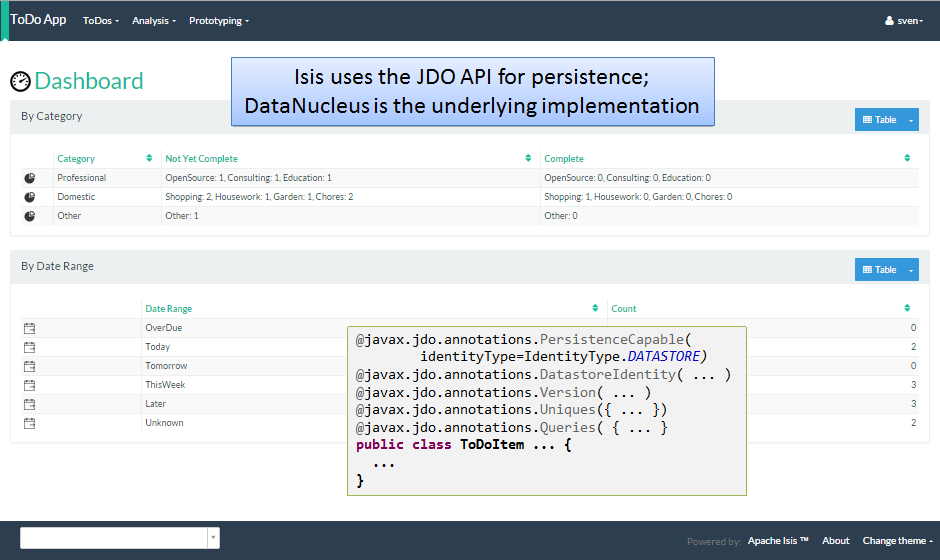 ToDo App ToDos Analysis Prototyping sven
Isis uses the JDO API for persistence;
DataNucleus is the underlying implementation
Dashboard
By Category Table
Category Not Yet Complete Complete
Professional OpenSource: 1, Consulting: 1, Education: 1 OpenSource: 0, Consulting: 0, Education: 0
Domestic Shopping: 2, Housework: 1, Garden: 1, Chores: 2 Shopping: 1, Housework: 0, Garden: 0, Chores: 0
Other Other: 1 Other: 0
By Date Range Table
Date Range Count
OverDue 0
Today 2
Tomorrow 0
ThisWeek 3
Later 3
Unknown 2
@javax.jdo.annotations.PersistenceCapable(
identityType=IdentityType.DATASTORE)
@javax.jdo.annotations.DatastoreIdentity( ... )
@javax.jdo.annotations.Version( ... )
@javax.jdo.annotations.Uniques({ ... })
@javax.jdo.annotations.Queries( { ... }
public class ToDoItem ... {
...
}
Powered by: Apache Isis ™ About Change theme